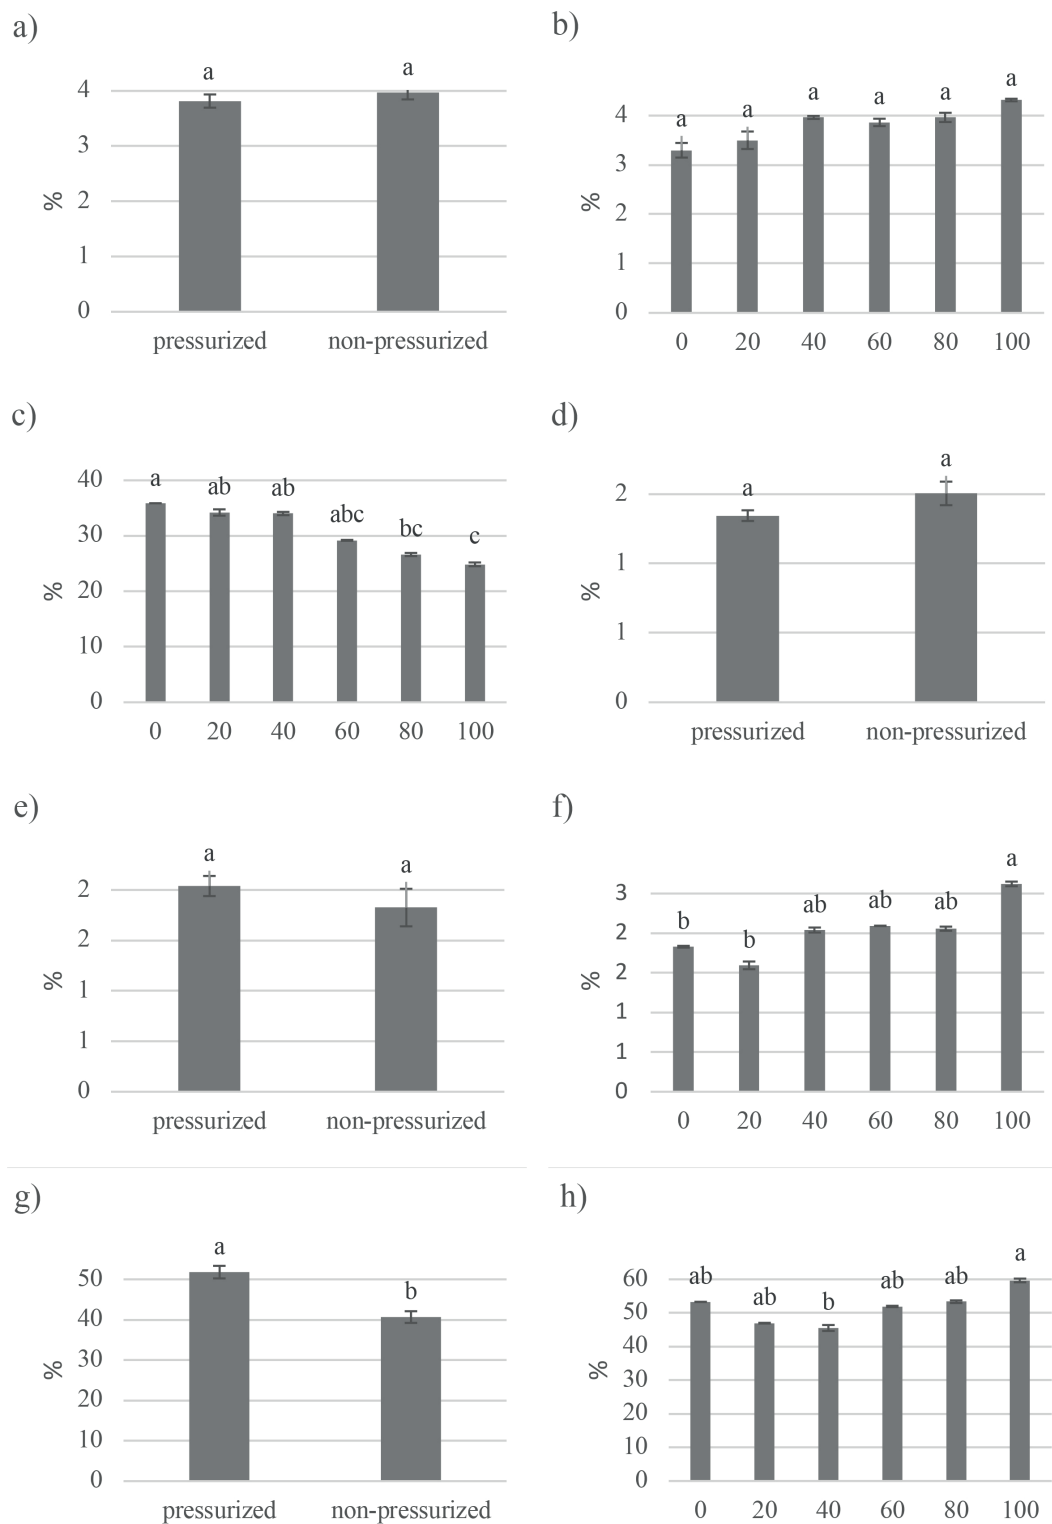 a)
a
a
4
3
2
1
0
%
pressurized
non-pressurized
b)
a
a
a
a
a
a
4
3
2
1
0
%
0 20 40 60 80 100
c)
a
ab
ab
abc
bc
c
40
30
20
10
0
%
0 20 40 60 80 100
d)
a
a
2
1
1
0
%
pressurized
non-pressurized
e)
a
a
2
2
1
1
0
%
pressurized
non-pressurized
f)
b
b
ab
ab
ab
a
3
2
2
1
1
0
%
0 20 40 60 80 100
g)
a
b
50
40
30
20
10
0
%
pressurized
non-pressurized
h)
ab
ab
b
ab
ab
a
60
50
40
30
20
10
0
%
0 20 40 60 80 100